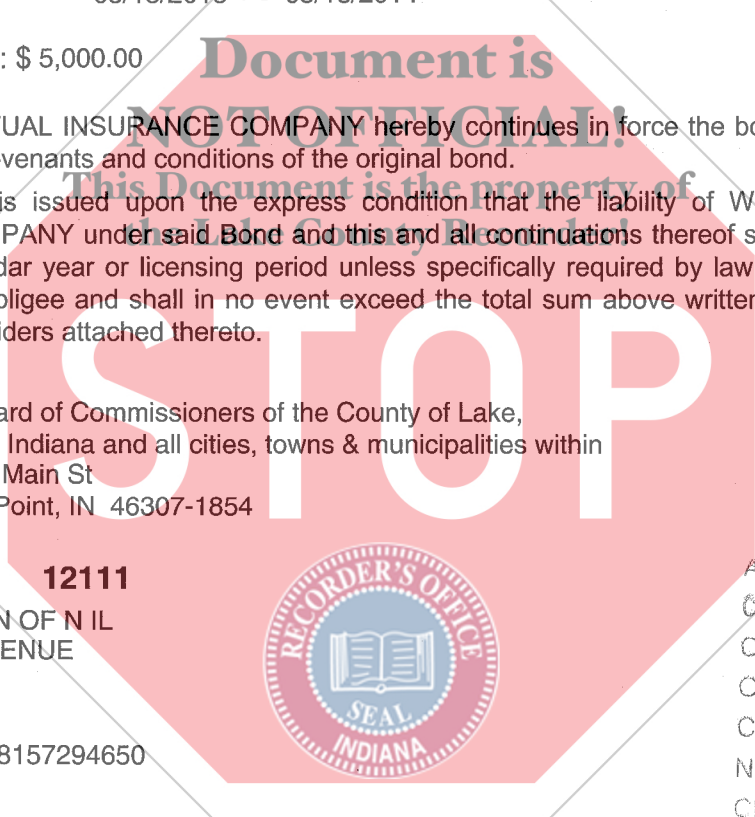 : $ 5,000.00
Document is
NOT OFFICIAL!
TUAL INSURANCE COMPANY hereby continues in force the bo
venants and conditions of the original bond.
This Document is the property of
is issued upon the express condition that the liability of W
the Lake County Recorder!
PANY under said Bond and this and all continuations thereof s
dar year or licensing period unless specifically required by law
bligee and shall in no event exceed the total sum above written
iders attached thereto.
STOP
ard of Commissioners of the County of Lake,
Indiana and all cities, towns & municipalities within
Main St
Point, IN 46307-1854
12111
N OF N IL
ENUE
RECORDER'S OFFICE
SEAL
INDIANA
8157294650